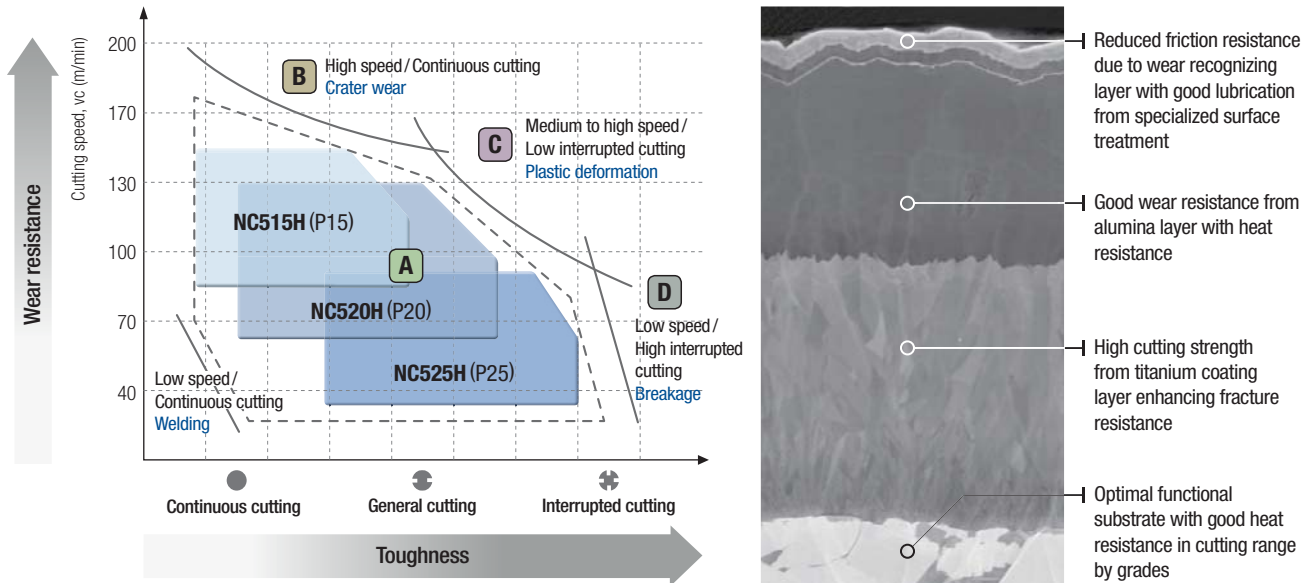 Wear resistance
Cutting speed, vc (m/min)
200
170
130
100
70
40
B
High speed / Continuous cutting
Crater wear
C
Medium to high speed /
Low interrupted cutting
Plastic deformation
NC515H (P15)
A
NC520H (P20)
NC525H (P25)
D
Low speed /
High interrupted
cutting
Breakage
Low speed /
Continuous cutting
Welding
Continuous cutting
General cutting
Interrupted cutting
Toughness
Reduced friction resistance
due to wear recognizing
layer with good lubrication
from specialized surface
treatment
Good wear resistance from
alumina layer with heat
resistance
High cutting strength
from titanium coating
layer enhancing fracture
resistance
Optimal functional
substrate with good heat
resistance in cutting range
by grades